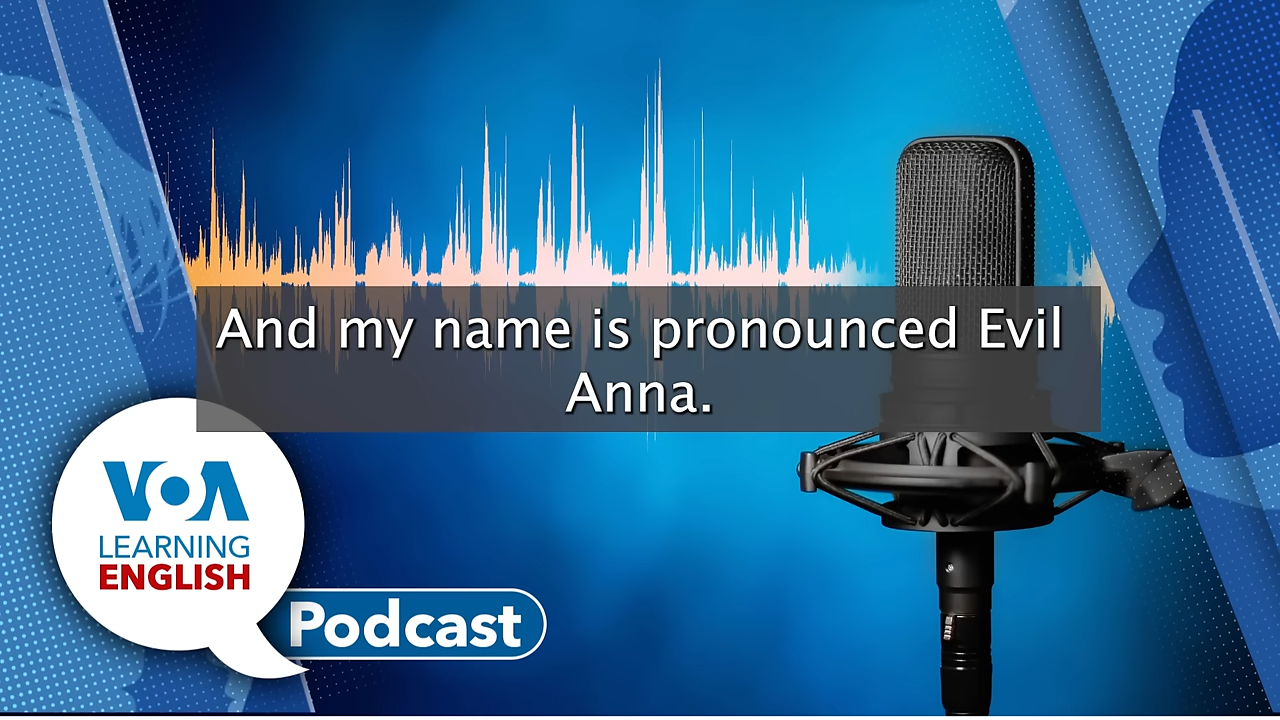 And my name is pronounced Evil
Anna.
VOA
LEARNING
ENGLISH
Podcast